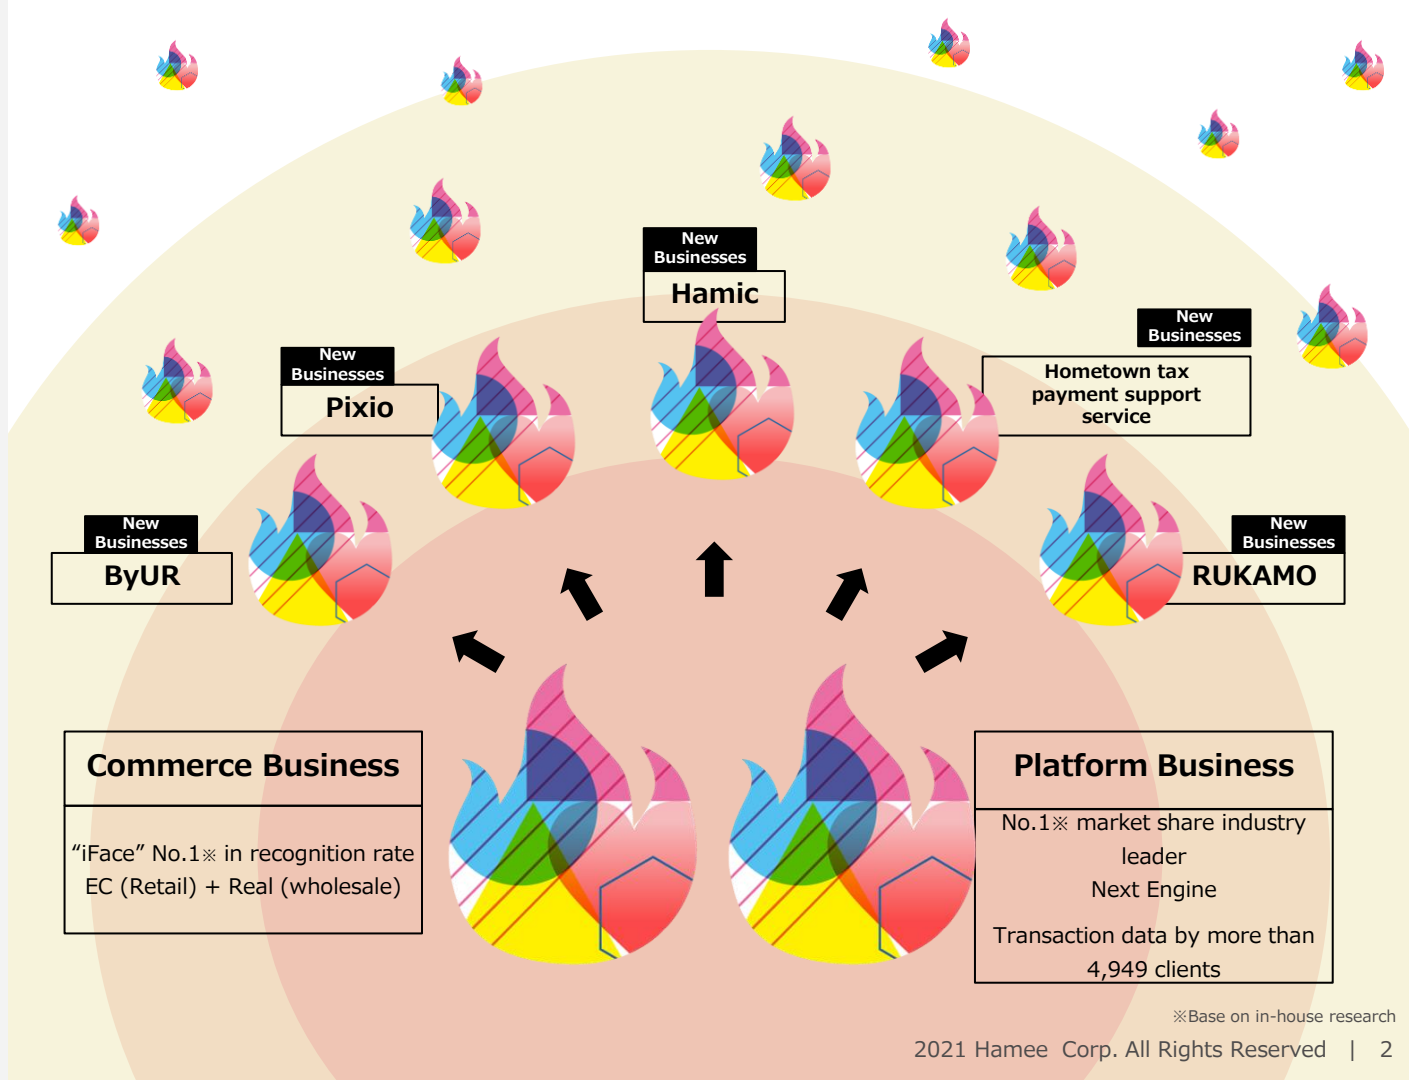 New
Businesses
Hamic
New
Businesses
Pixio
New
Businesses
Hometown tax
payment support
service
New
Businesses
ByUR
New
Businesses
RUKAMO
Commerce Business
“iFace” No.1※ in recognition rate
EC (Retail) + Real (wholesale)
Platform Business
No.1※ market share industry
leader
Next Engine
Transaction data by more than
4,949 clients
※Base on in-house research
2021 Hamee Corp. All Rights Reserved | 2